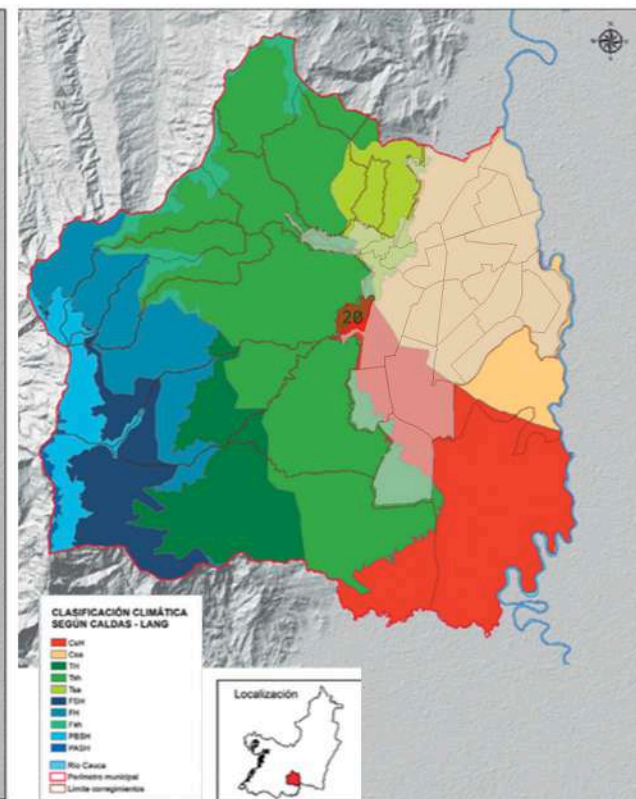 20
CLASIFICACIÓN CLIMÁTICA
SEGÚN CALDAS - LANG
CsH
Csa
TH
Tsh
Tsa
FSH
FH
Fsh
PBSH
PASH
Río Cauca
Perímetro municipal
Límite corregimientos
Localización